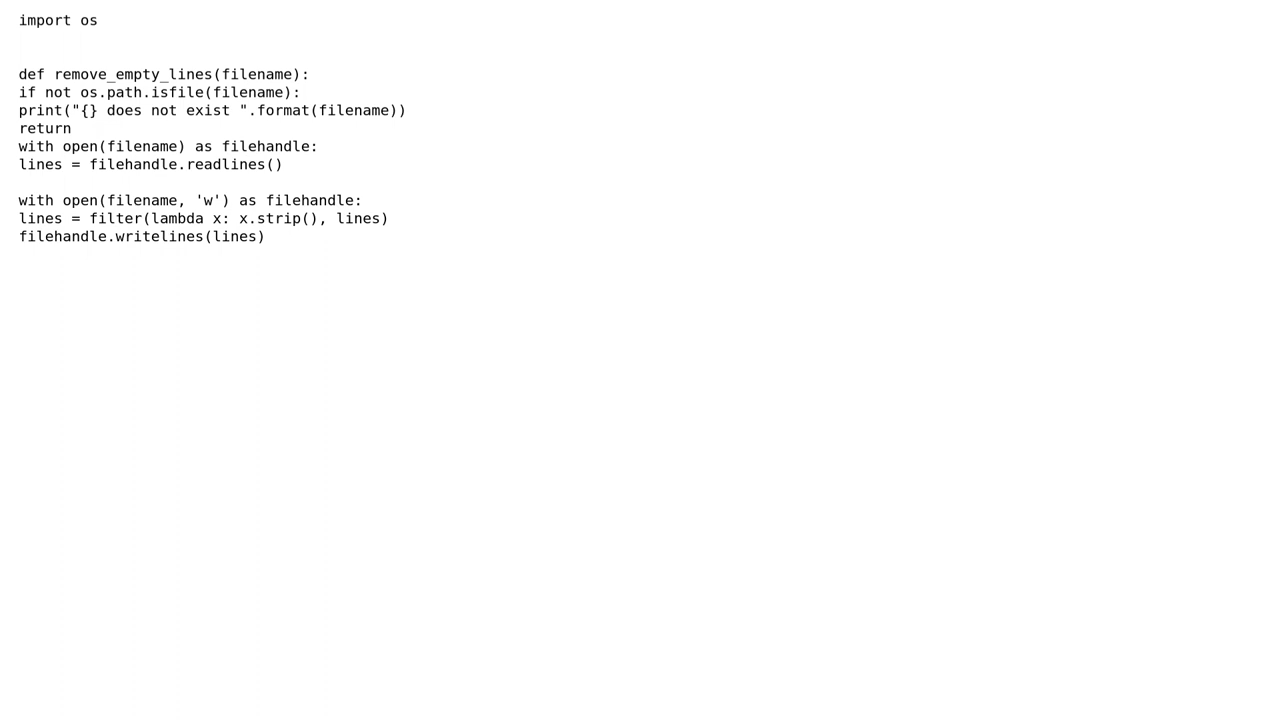 import os
def remove_empty_lines(filename):
if not os.path.isfile(filename):
print("{} does not exist ".format(filename))
return
with open(filename) as filehandle:
lines = filehandle.readlines()
with open(filename, 'w') as filehandle:
lines = filter(lambda x: x.strip(), lines)
filehandle.writelines(lines)